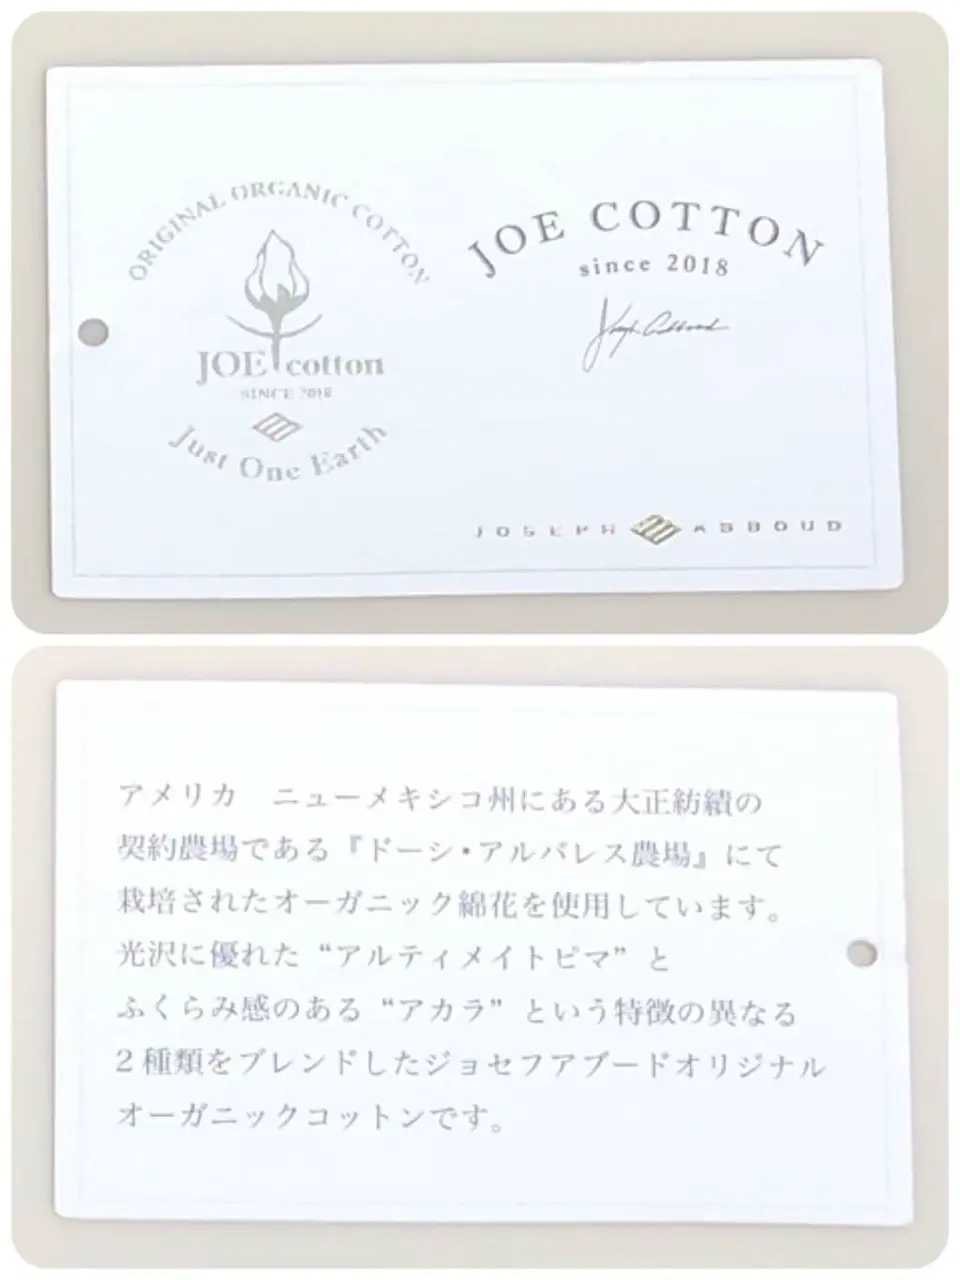 ORIGINAL ORGANIC COTTON
JOE cotton
SINCE 2018
Just One Earth
JOE COTTON
since 2018
Joseph Abboud
JOSEPH ABBOUD
アメリカ　ニューメキシコ州にある大正紡績の
契約農場である『ドーシ・アルバレス農場』にて
栽培されたオーガニック綿花を使用しています。
光沢に優れた“アルティメイトピマ”と
ふくらみ感のある“アカラ”という特徴の異なる
2種類をブレンドしたジョセフアブードオリジナル
オーガニックコットンです。